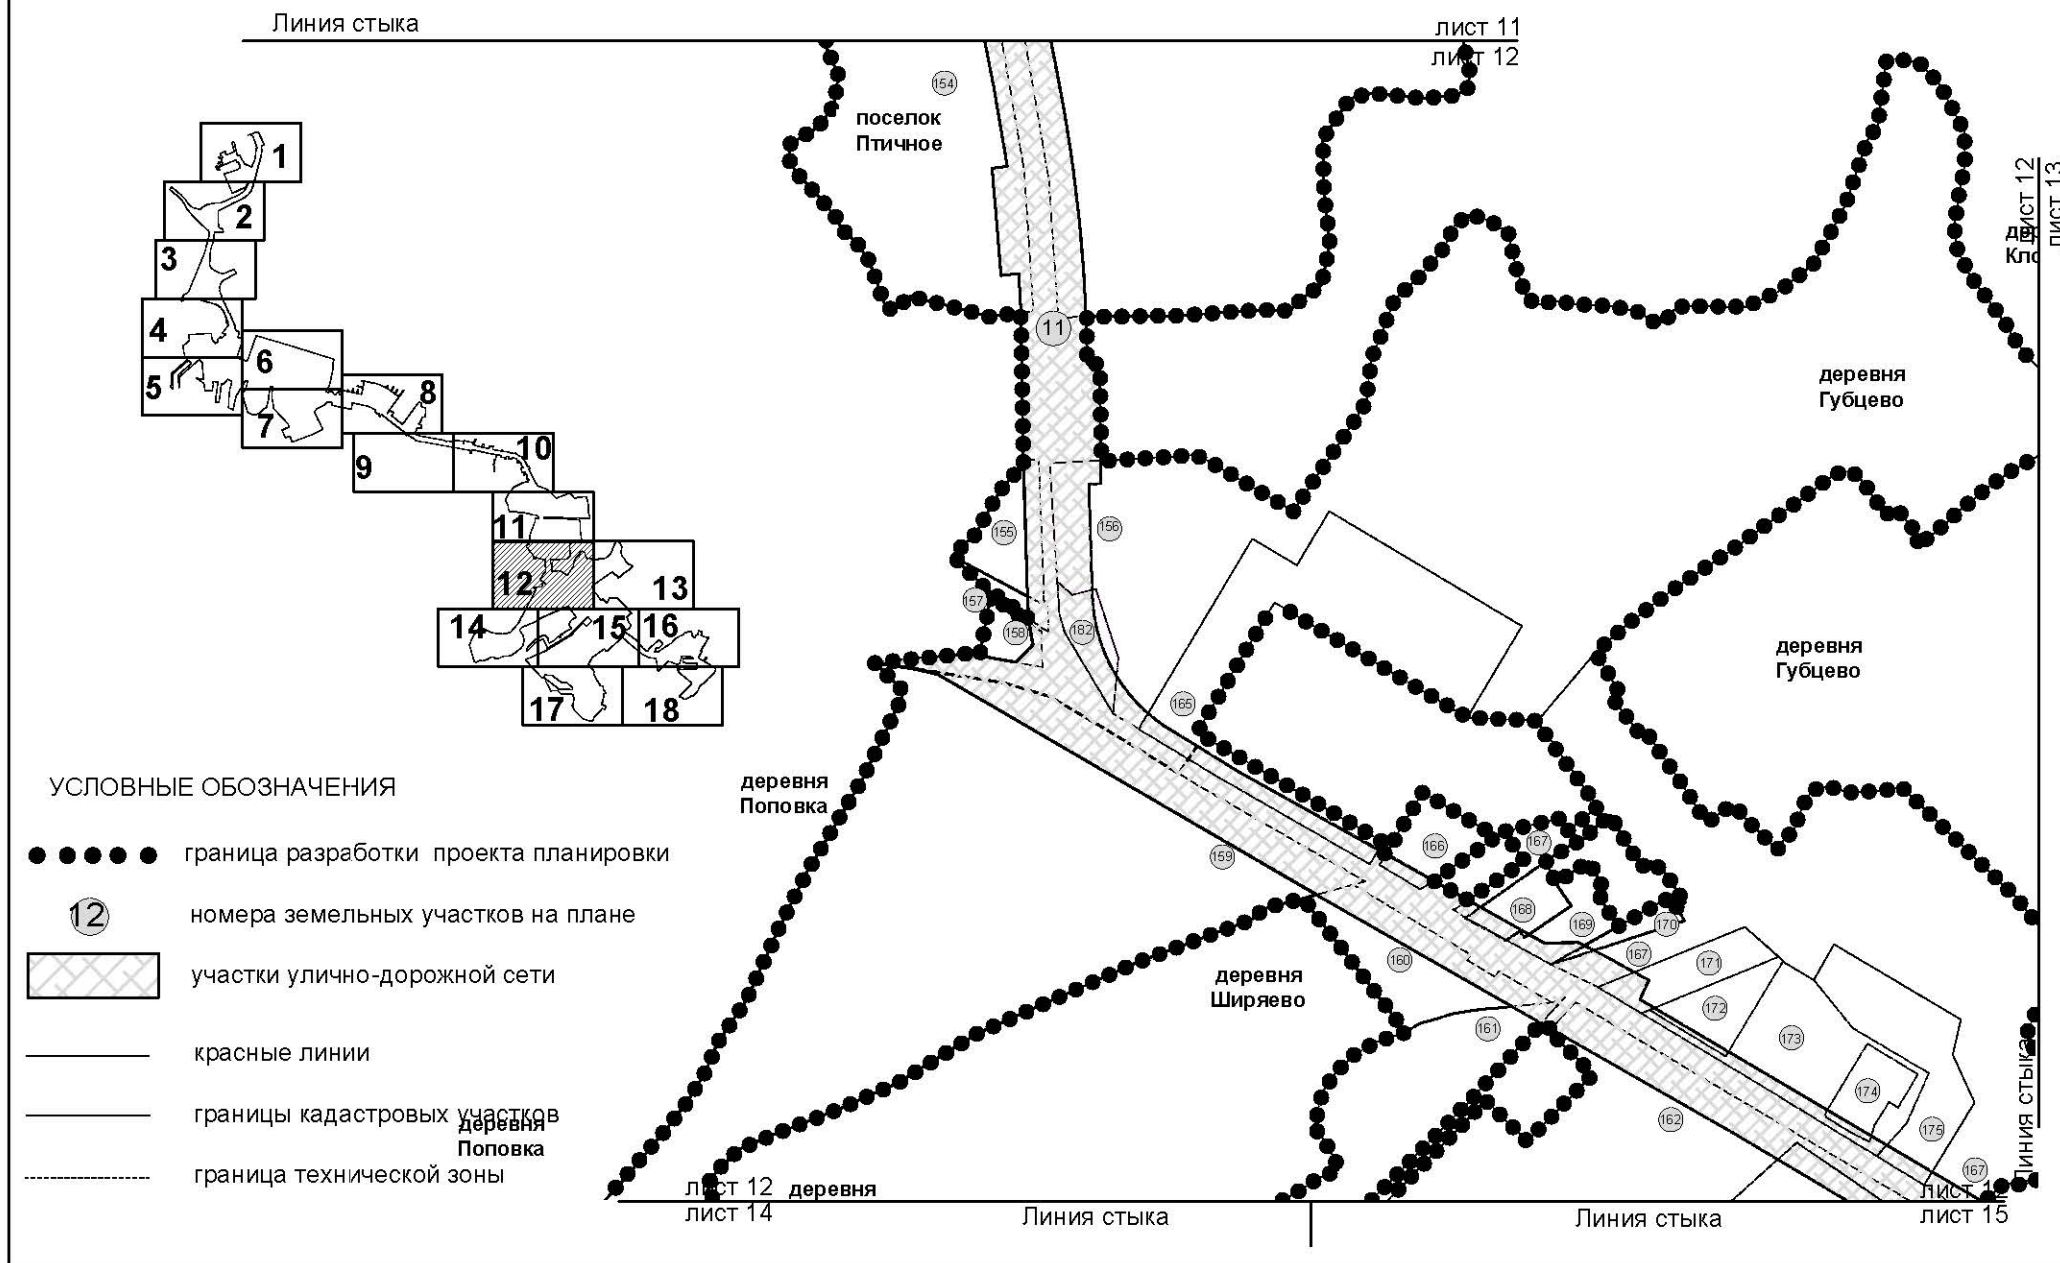 Линия стыка
лист 11
лист 12
154
поселок
Птичное
лист 12
лист 13
1
2
3
4
5
6
7
8
9
10
11
12
13
14
15
16
17
18
11
деревня
Губцево
155
156
157
158
182
деревня
Губцево
165
УСЛОВНЫЕ ОБОЗНАЧЕНИЯ
граница разработки проекта планировки
12
номера земельных участков на плане
участки улично-дорожной сети
красные линии
границы кадастровых участков
граница технической зоны
деревня
Поповка
деревня
Поповка
159
166
167
168
169
170
167
160
деревня
Ширяево
161
171
172
173
174
162
175
167
Линия стыка
лист 12
деревня
лист 14
Линия стыка
Линия стыка
лист 12
лист 15